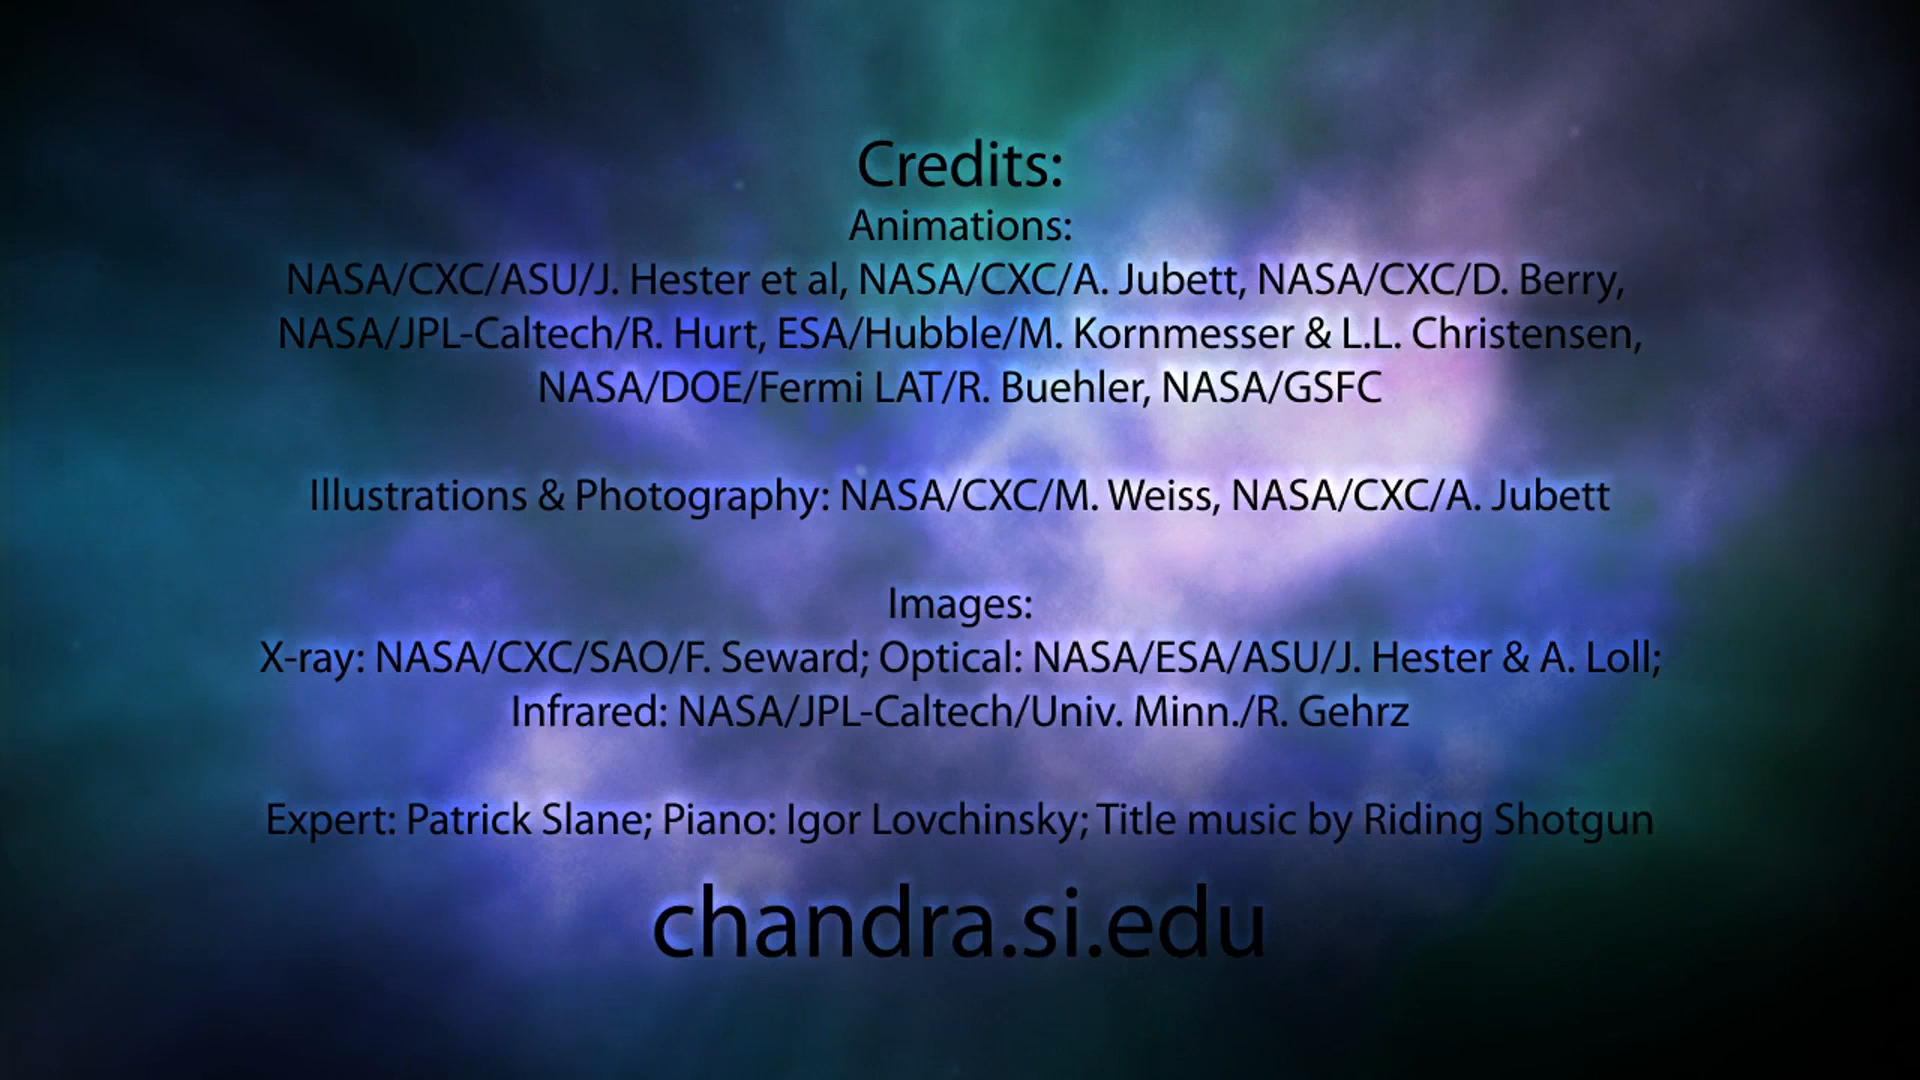 Credits:
Animations:
NASA/CXC/ASU/J. Hester et al, NASA/CXC/A. Jubett, NASA/CXC/D. Berry,
NASA/JPL-Caltech/R. Hurt, ESA/Hubble/M. Kornmesser & L.L. Christensen,
NASA/DOE/Fermi LAT/R. Buehler, NASA/GSFC
Illustrations & Photography: NASA/CXC/M. Weiss, NASA/CXC/A. Jubett
Images:
X-ray: NASA/CXC/SAO/F. Seward; Optical: NASA/ESA/ASU/J. Hester & A. Loll;
Infrared: NASA/JPL-Caltech/Univ. Minn./R. Gehrz
Expert: Patrick Slane; Piano: Igor Lovchinsky; Title music by Riding Shotgun
chandra.si.edu